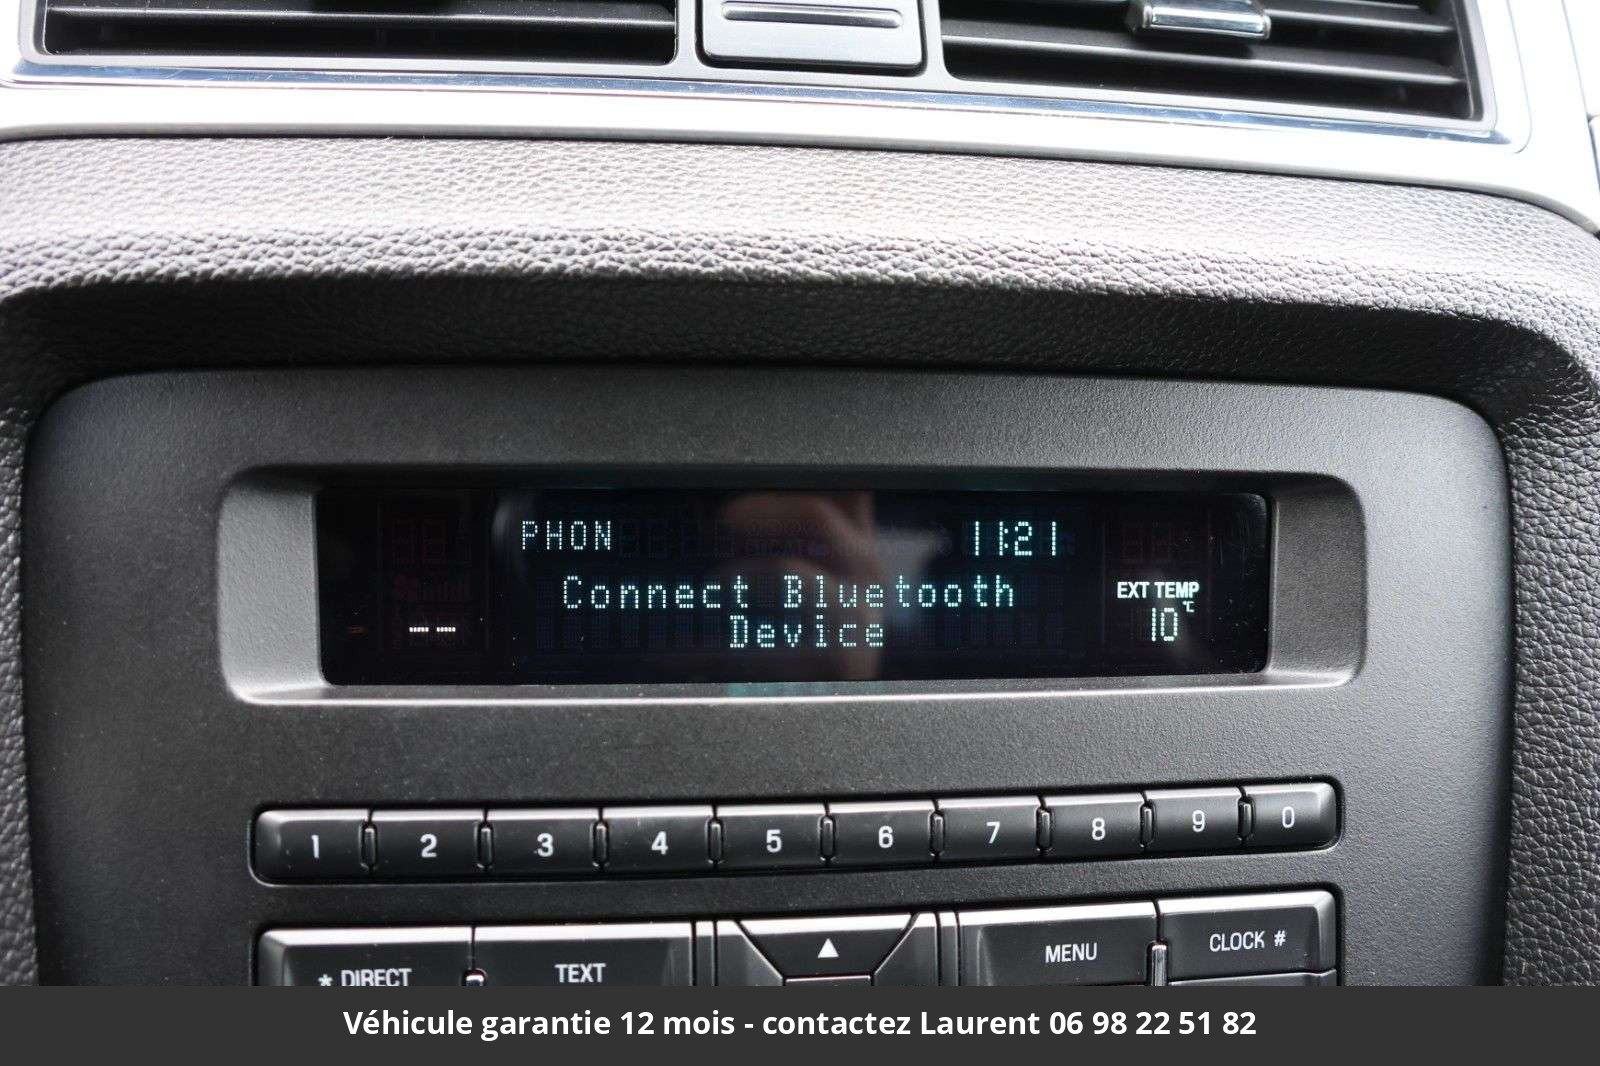 PHON 11:21
Connect Bluetooth
Device
EXT TEMP
10°C
-- --
1 2 3 4 5 6 7 8 9 0
* DIRECT TEXT ▲ MENU CLOCK #
Véhicule garantie 12 mois - contactez Laurent 06 98 22 51 82